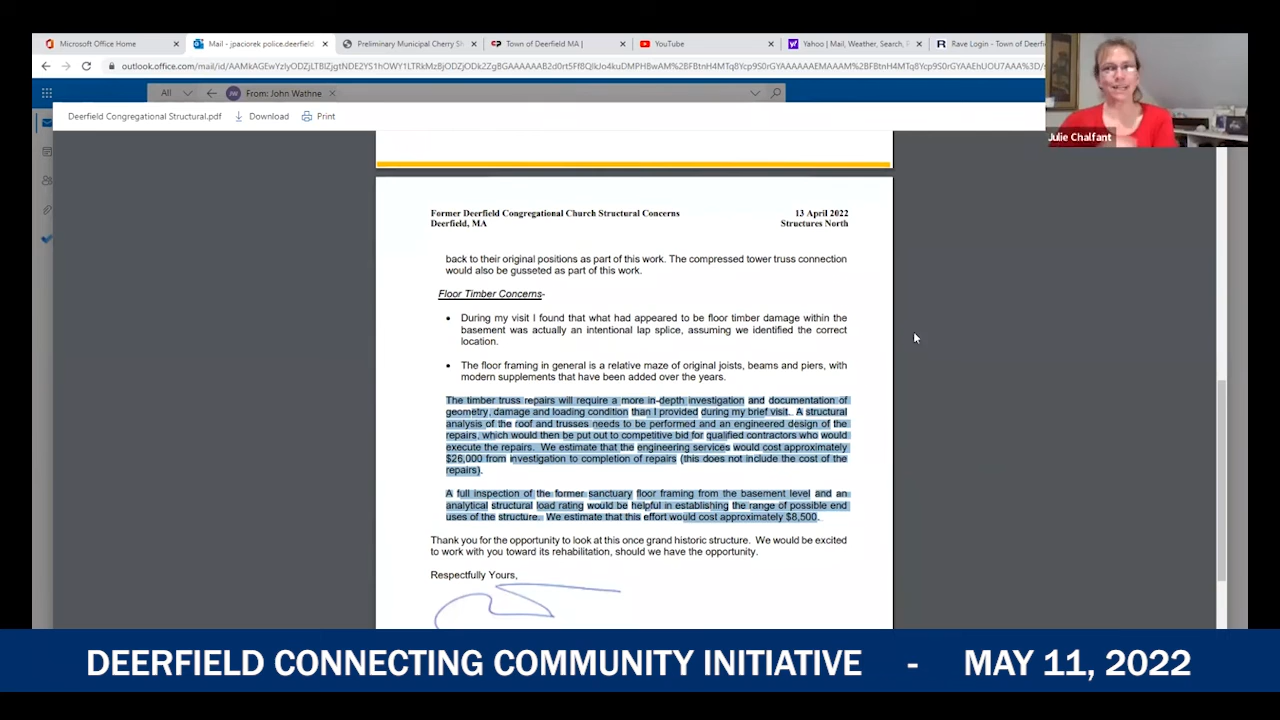 Microsoft Office Home
Mail - jpaciorek police.deerfield
Preliminary Municipal Cherry Sh
Town of Deerfield MA |
YouTube
Yahoo | Mail, Weather, Search,
Rave Login - Town of Deerfie
All
From: John Wathne
JW
Deerfield Congregational Structural.pdf
Download
Print
Julie Chalfant
Former Deerfield Congregational Church Structural Concerns
13 April 2022
Deerfield, MA
Structures North
back to their original positions as part of this work. The compressed tower truss connection
would also be gusseted as part of this work.
Floor Timber Concerns-
• During my visit I found that what had appeared to be floor timber damage within the
basement was actually an intentional lap splice, assuming we identified the correct
location.
• The floor framing in general is a relative maze of original joists, beams and piers, with
modern supplements that have been added over the years.
The timber truss repairs will require a more in-depth investigation and documentation of
geometry, damage and loading condition than I provided during my brief visit. A structural
analysis of the roof and trusses needs to be performed and an engineered design of the
repairs, which would then be put out to competitive bid for qualified contractors who would
execute the repairs. We estimate that the engineering services would cost approximately
$26,000 from investigation to completion of repairs (this does not include the cost of the
repairs).
A full inspection of the former sanctuary floor framing from the basement level and an
analytical structural load rating would be helpful in establishing the range of possible end
uses of the structure. We estimate that this effort would cost approximately $8,500.
Thank you for the opportunity to look at this once grand historic structure. We would be excited
to work with you toward its rehabilitation, should we have the opportunity.
Respectfully Yours,
DEERFIELD CONNECTING COMMUNITY INITIATIVE - MAY 11, 2022